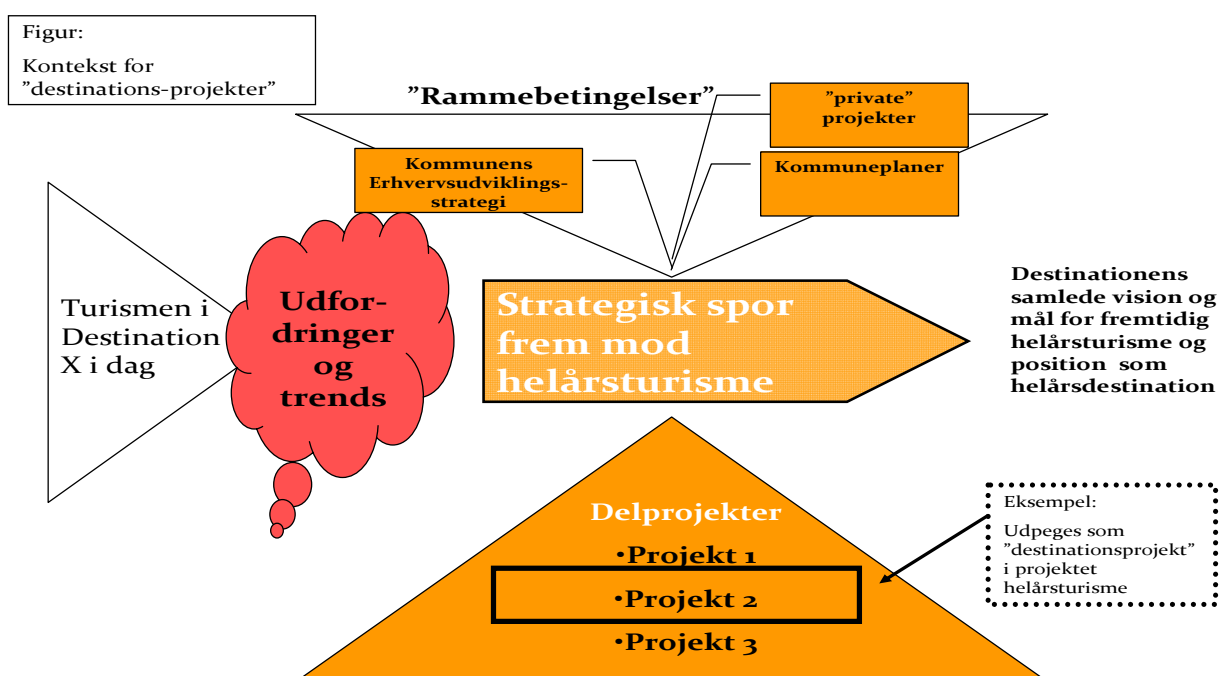 Figur:
Kontekst for
”destinations-projekter”
”Rammebetingelser”
”private”
projekter
Kommunens
Erhvervsudviklings-
strategi
Kommuneplaner
Turismen i
Destination
X i dag
Udfor-
dringer
og
trends
Strategisk spor
frem mod
helårsturisme
Destinationens
samlede vision og
mål for fremtidig
helårsturisme og
position som
helårsdestination
Delprojekter
•Projekt 1
•Projekt 2
•Projekt 3
Eksempel:
Udpeges som
”destinationsprojekt”
i projektet
helårsturisme